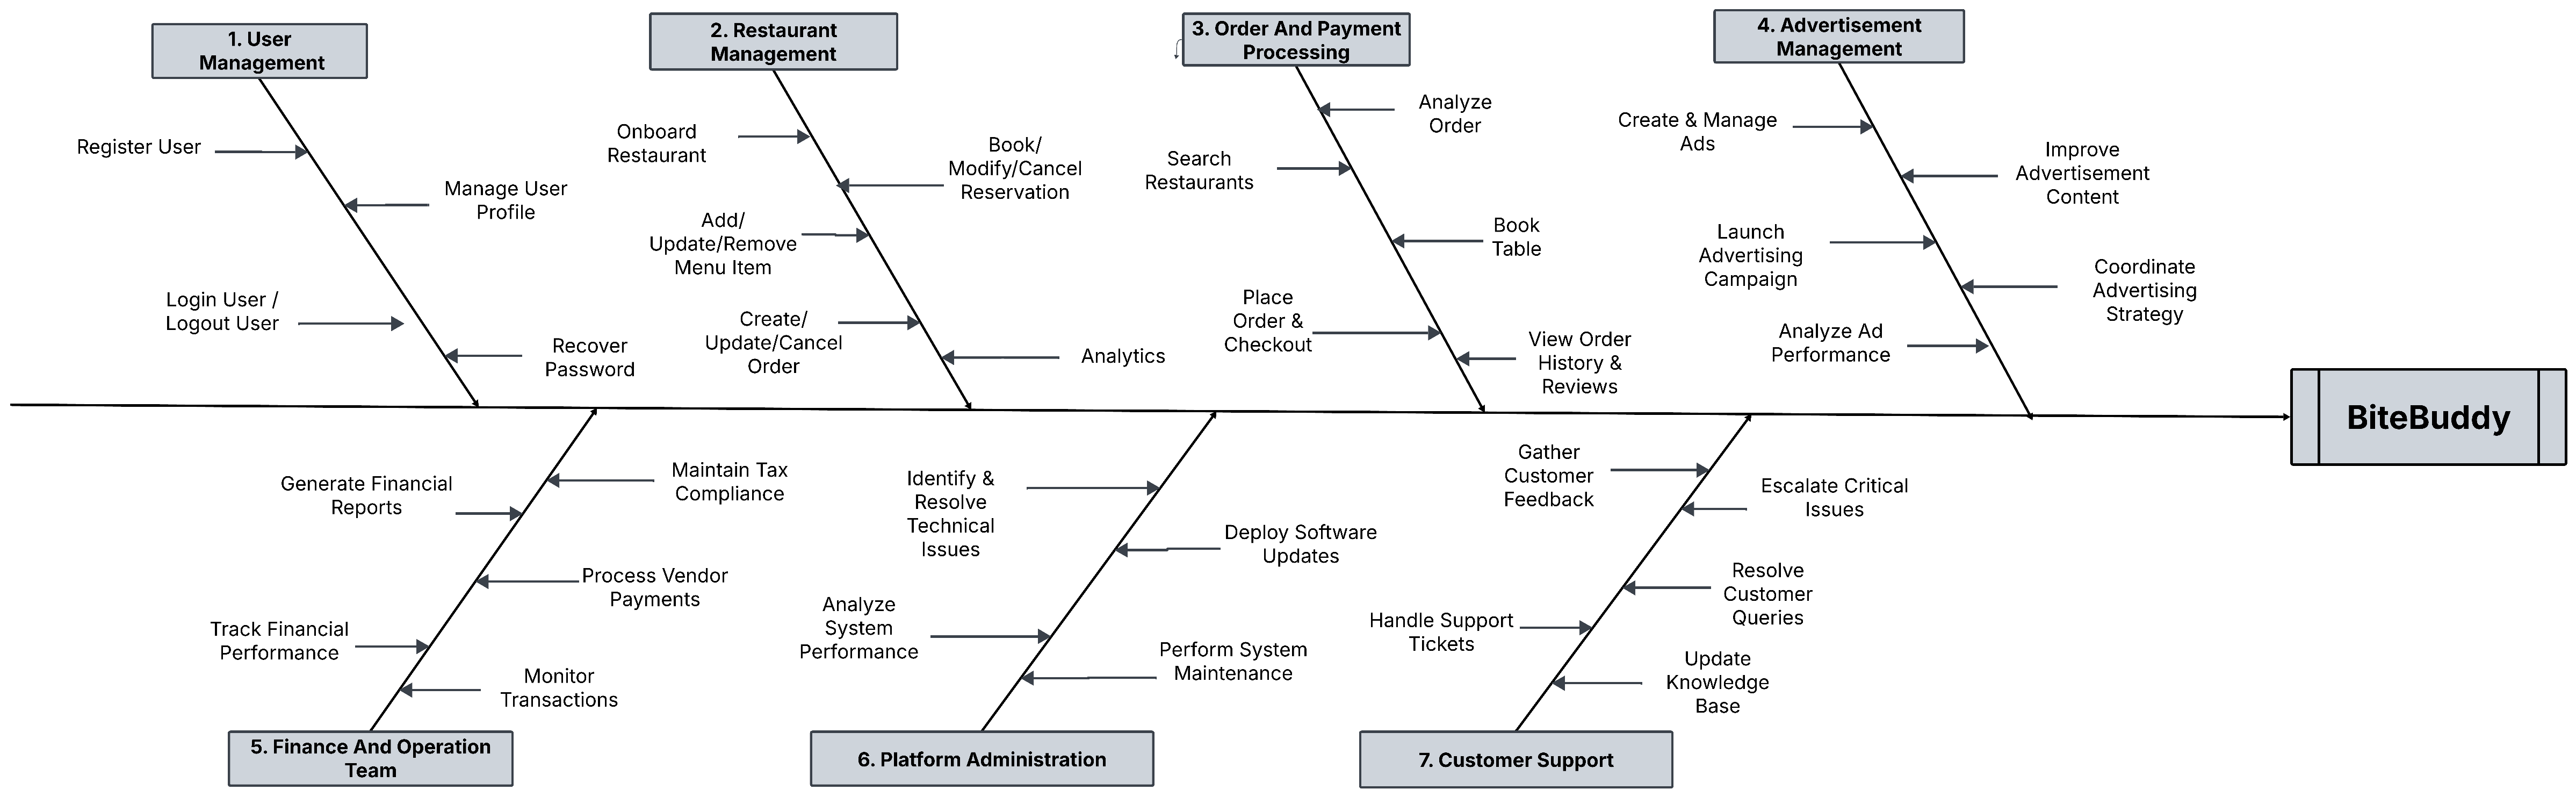 1. User
Management
2. Restaurant
Management
3. Order And Payment
Processing
4. Advertisement
Management
Register User
Manage User
Profile
Login User /
Logout User
Recover
Password
Onboard
Restaurant
Book/
Modify/Cancel
Reservation
Add/
Update/Remove
Menu Item
Create/
Update/Cancel
Order
Analytics
Analyze
Order
Search
Restaurants
Book
Table
Place
Order &
Checkout
View Order
History &
Reviews
Create & Manage
Ads
Improve
Advertisement
Content
Launch
Advertising
Campaign
Coordinate
Advertising
Strategy
Analyze Ad
Performance
BiteBuddy
Generate Financial
Reports
Maintain Tax
Compliance
Process Vendor
Payments
Track Financial
Performance
Monitor
Transactions
5. Finance And Operation
Team
Identify &
Resolve
Technical
Issues
Deploy Software
Updates
Analyze
System
Performance
Perform System
Maintenance
6. Platform Administration
Gather
Customer
Feedback
Escalate Critical
Issues
Resolve
Customer
Queries
Handle Support
Tickets
Update
Knowledge
Base
7. Customer Support